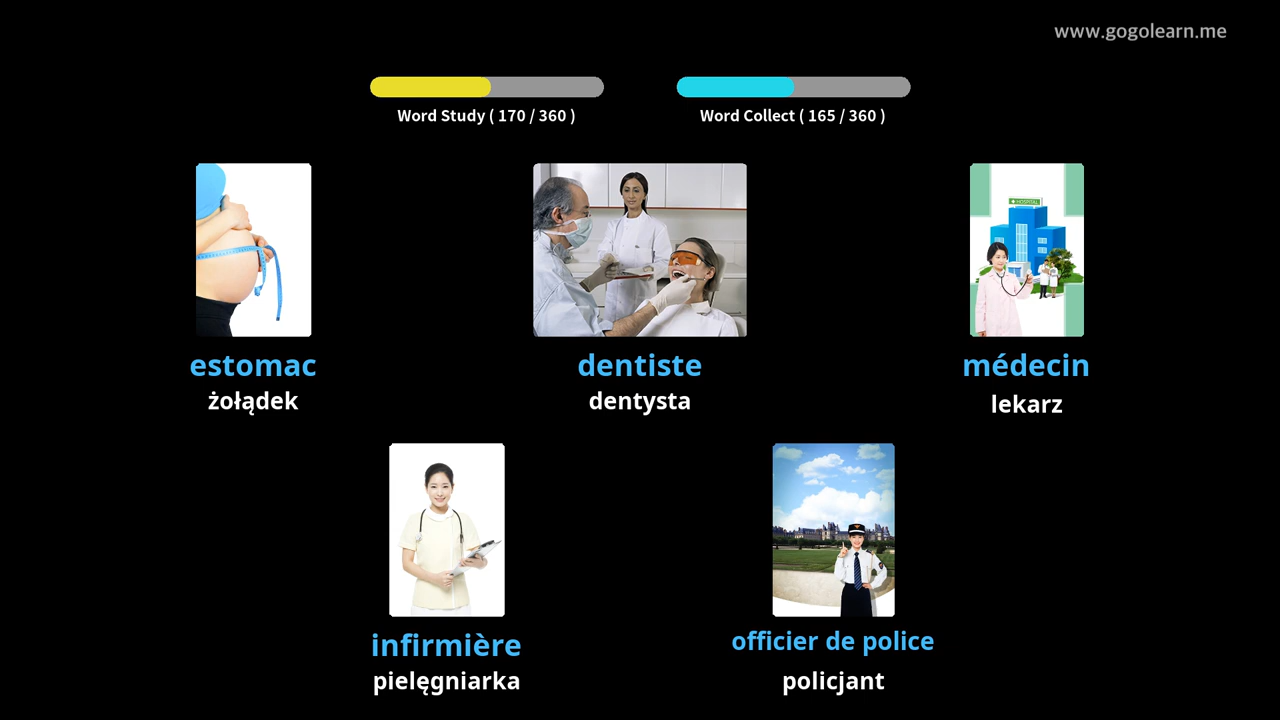 www.gogolearn.me
Word Study ( 170 / 360 )
Word Collect ( 165 / 360 )
HOSPITAL
estomac
żołądek
dentiste
dentysta
médecin
lekarz
infirmière
pielęgniarka
officier de police
policjant